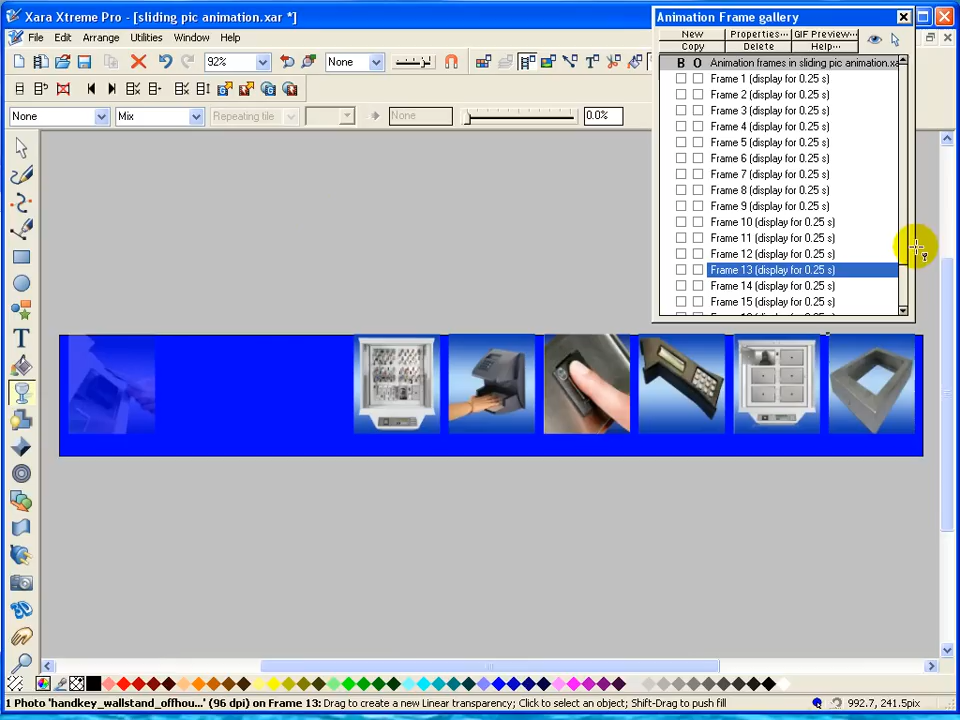 Xara Xtreme Pro - [sliding pic animation.xar *]
File Edit Arrange Utilities Window Help
92% None
None Mix Repeating tile None 0.0%
Animation Frame gallery
New Properties... GIF Preview...
Copy Delete Help...
B O Animation frames in sliding pic animation.xa
Frame 1 (display for 0.25 s)
Frame 2 (display for 0.25 s)
Frame 3 (display for 0.25 s)
Frame 4 (display for 0.25 s)
Frame 5 (display for 0.25 s)
Frame 6 (display for 0.25 s)
Frame 7 (display for 0.25 s)
Frame 8 (display for 0.25 s)
Frame 9 (display for 0.25 s)
Frame 10 (display for 0.25 s)
Frame 11 (display for 0.25 s)
Frame 12 (display for 0.25 s)
Frame 13 (display for 0.25 s)
Frame 14 (display for 0.25 s)
Frame 15 (display for 0.25 s)
1 Photo 'handkey_wallstand_offhou...' (96 dpi) on Frame 13: Drag to create a new Linear transparency; Click to select an object; Shift-Drag to push fill
992.7, 241.5pix